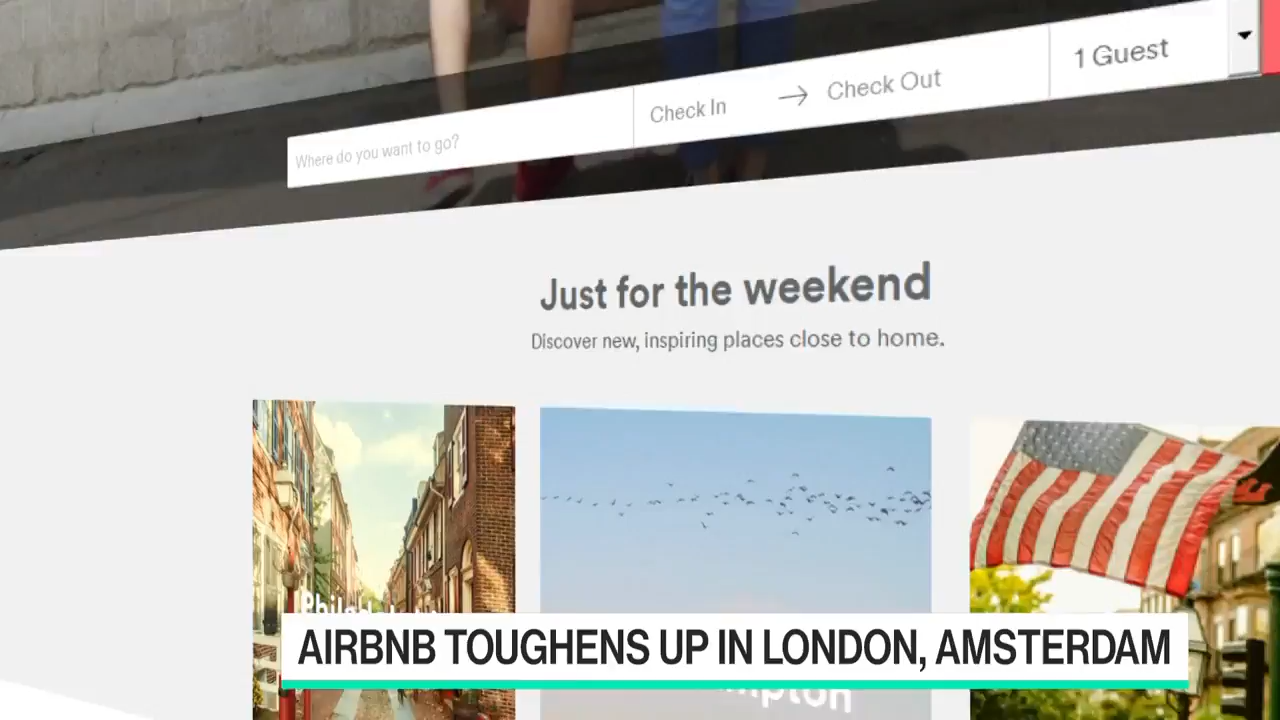 Where do you want to go?
Check In → Check Out
1 Guest
Just for the weekend
Discover new, inspiring places close to home.
AIRBNB TOUGHENS UP IN LONDON, AMSTERDAM